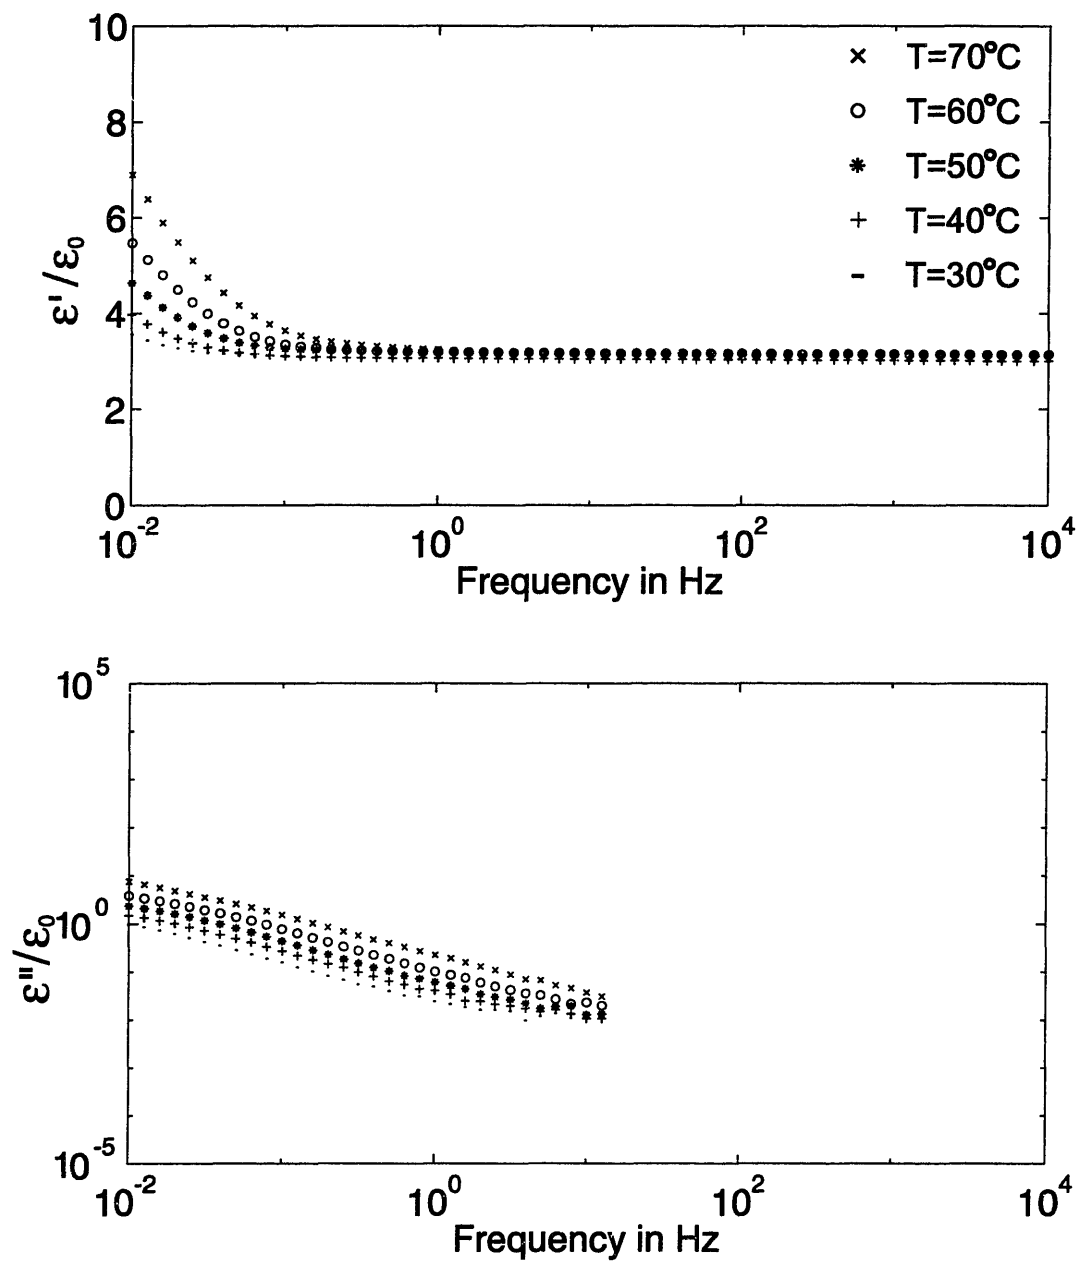 10
8
6
4
2
0
ε'/ε₀
× T=70°C
○ T=60°C
* T=50°C
+ T=40°C
- T=30°C
10⁻² 10⁰ 10² 10⁴
Frequency in Hz
10⁵
10⁰
10⁻⁵
ε''/ε₀
10⁻² 10⁰ 10² 10⁴
Frequency in Hz